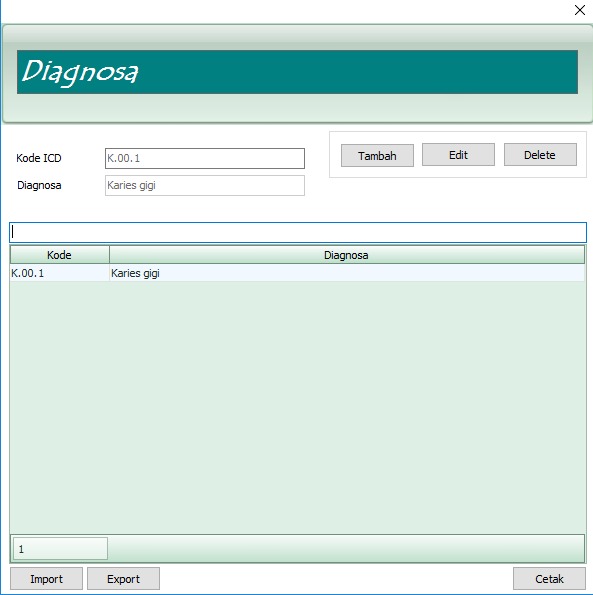 Diagnosa
Kode ICD K.00.1 Tambah Edit Delete
Diagnosa Karies gigi
Kode Diagnosa
K.00.1 Karies gigi
1
Import Export Cetak